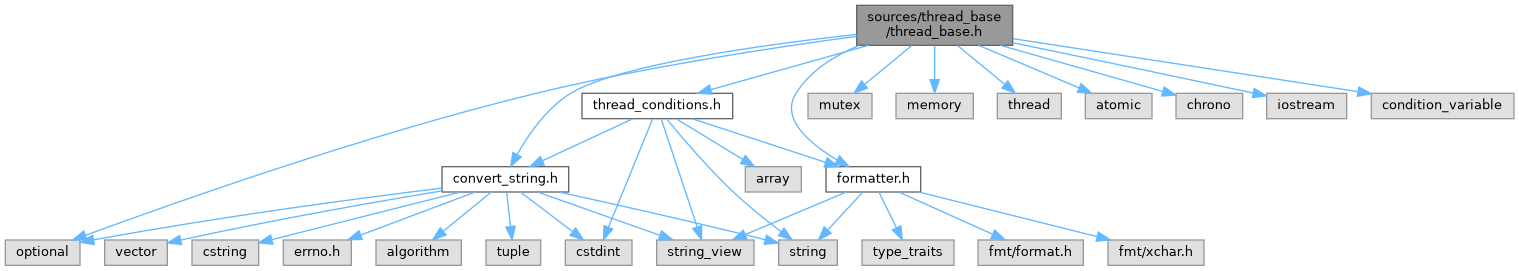 sources/thread_base
/thread_base.h
thread_conditions.h
mutex
memory
thread
atomic
chrono
iostream
condition_variable
convert_string.h
array
formatter.h
optional
vector
cstring
errno.h
algorithm
tuple
cstdint
string_view
string
type_traits
fmt/format.h
fmt/xchar.h